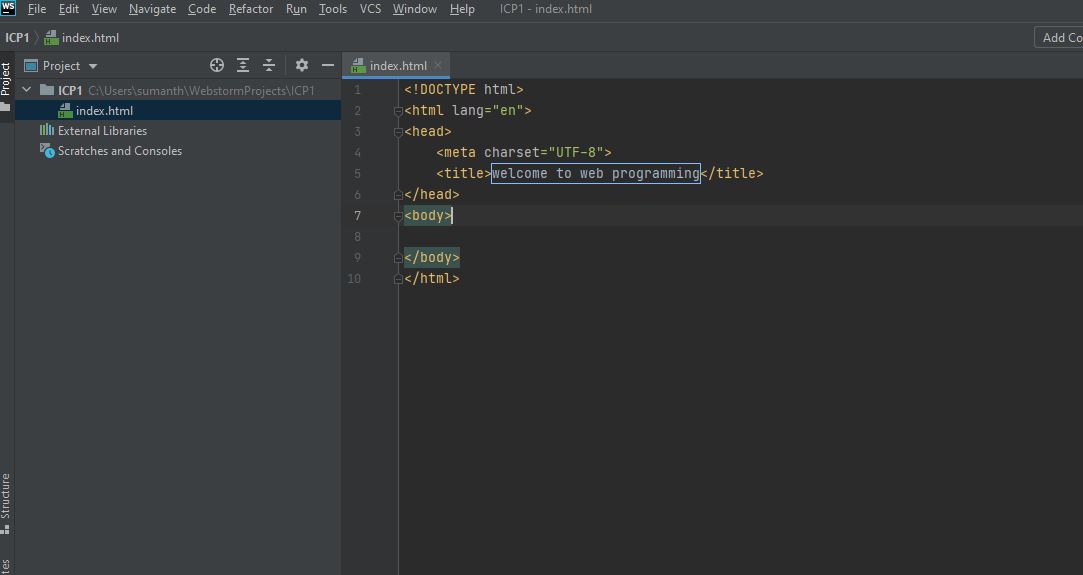 WS File Edit View Navigate Code Refactor Run Tools VCS Window Help ICP1 - index.html
ICP1 index.html Add Co
Project
Project index.html
ICP1 C:\Users\sumanth\WebstormProjects\ICP1
index.html
External Libraries
Scratches and Consoles
1 <!DOCTYPE html>
2 <html lang="en">
3 <head>
4 <meta charset="UTF-8">
5 <title>welcome to web programming</title>
6 </head>
7 <body>
8
9 </body>
10 </html>
Structure
tes